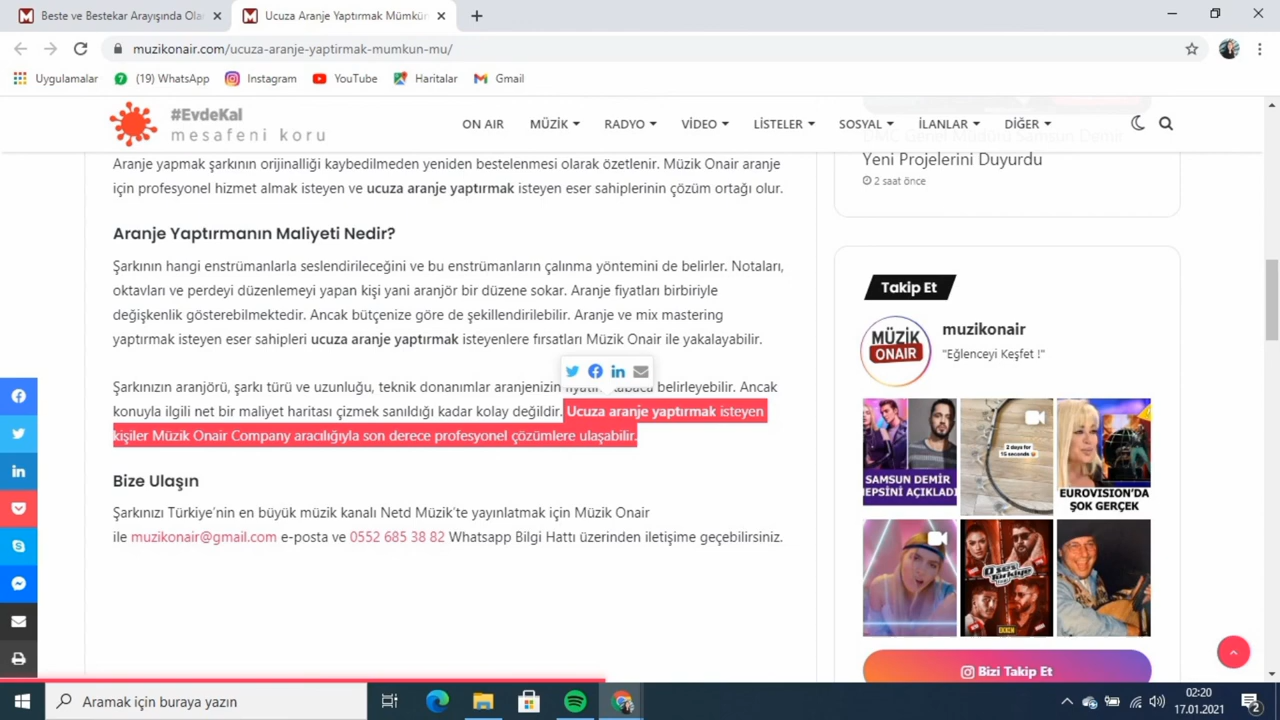 Beste ve Bestekar Arayışında Ola
Ucuza Aranje Yaptırmak Mümkün
muzikonair.com/ucuza-aranje-yaptirmak-mumkun-mu/
Uygulamalar
(19) WhatsApp
Instagram
YouTube
Haritalar
Gmail
#EvdeKal
mesafeni koru
ON AIR
MÜZİK
RADYO
VİDEO
LİSTELER
SOSYAL
İLANLAR
DİĞER
Aranje yapmak şarkının orijinalliği kaybedilmeden yeniden bestelenmesi olarak özetlenir. Müzik Onair aranje
için profesyonel hizmet almak isteyen ve ucuza aranje yaptırmak isteyen eser sahiplerinin çözüm ortağı olur.
Aranje Yaptırmanın Maliyeti Nedir?
Şarkının hangi enstrümanlarla seslendirileceğini ve bu enstrümanların çalınma yöntemini de belirler. Notaları,
oktavları ve perdeyi düzenlemeyi yapan kişi yani aranjör bir düzene sokar. Aranje fiyatları birbiriyle
değişkenlik gösterebilmektedir. Ancak bütçenize göre de şekillendirilebilir. Aranje ve mix mastering
yaptırmak isteyen eser sahipleri ucuza aranje yaptırmak isteyenlere fırsatları Müzik Onair ile yakalayabilir.
Şarkınızın aranjörü, şarkı türü ve uzunluğu, teknik donanımlar aranjenizin belirleyebilir. Ancak
konuyla ilgili net bir maliyet haritası çizmek sanıldığı kadar kolay değildir. Ucuza aranje yaptırmak isteyen
kişiler Müzik Onair Company aracılığıyla son derece profesyonel çözümlere ulaşabilir.
Bize Ulaşın
Şarkınızı Türkiye'nin en büyük müzik kanalı Netd Müzik'te yayınlatmak için Müzik Onair
ile muzikonair@gmail.com e-posta ve 0552 685 38 82 Whatsapp Bilgi Hattı üzerinden iletişime geçebilirsiniz.
DMC Genel Müdürü Samsun Demir
Yeni Projelerini Duyurdu
2 saat önce
Takip Et
MÜZİK
ONAIR
muzikonair
"Eğlenceyi Keşfet !"
SAMSUN DEMİR
HEPSİNİ AÇIKLADI
2 days for
15 seconds
EUROVISION'DA
ŞOK GERÇEK
O ses
Türkiye
Bizi Takip Et
Aramak için buraya yazın
02:20
17.01.2021
2